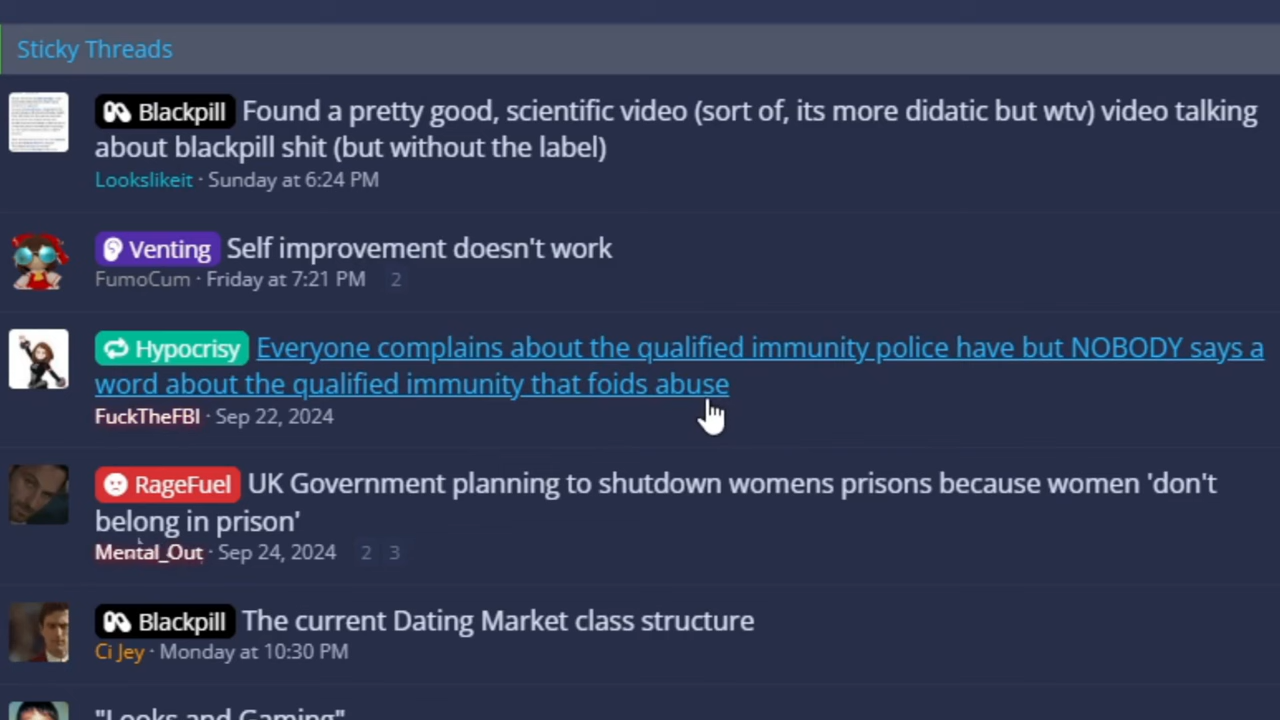 Sticky Threads
Blackpill Found a pretty good, scientific video (sort of, its more didatic but wtv) video talking
about blackpill shit (but without the label)
Lookslikeit · Sunday at 6:24 PM
Venting Self improvement doesn't work
FumoCum · Friday at 7:21 PM 2
Hypocrisy Everyone complains about the qualified immunity police have but NOBODY says a
word about the qualified immunity that foids abuse
FuckTheFBI · Sep 22, 2024
RageFuel UK Government planning to shutdown womens prisons because women 'don't
belong in prison'
Mental_Out · Sep 24, 2024 2 3
Blackpill The current Dating Market class structure
Ci Jey · Monday at 10:30 PM
"Looks and Gaming"